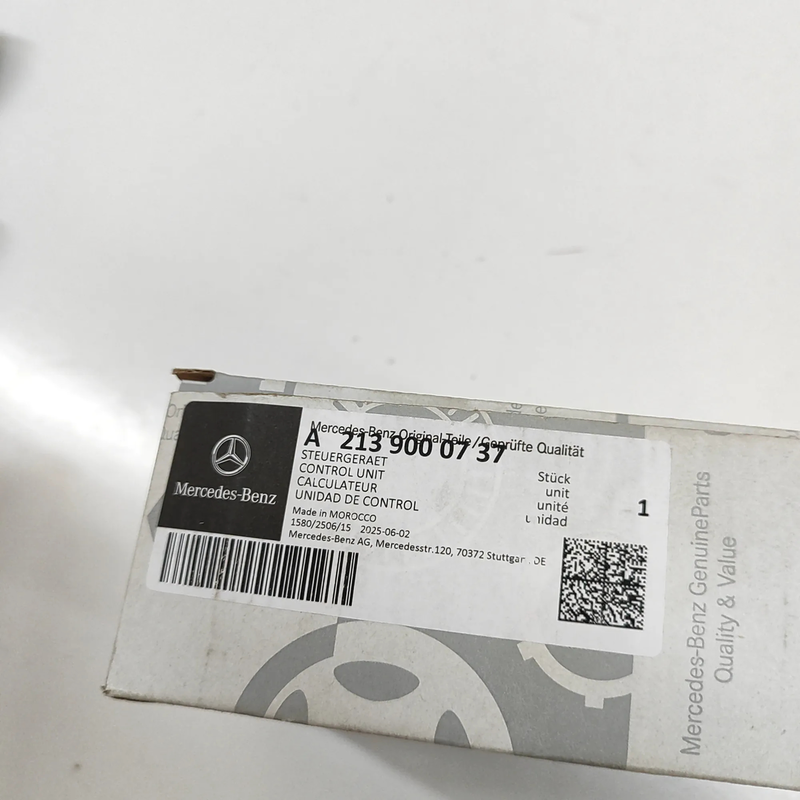 Mercedes-Benz Original Teile / Geprüfte Qualität
A 213 900 07 37
STEUERGERAET
CONTROL UNIT
CALCULATEUR
UNIDAD DE CONTROL
Stück
unit
unité
unidad
1
Made in MOROCCO
1580/2506/15 2025-06-02
Mercedes-Benz AG, Mercedesstr.120, 70372 Stuttgar DE
Mercedes-Benz
Mercedes-Benz GenuineParts
Quality & Value